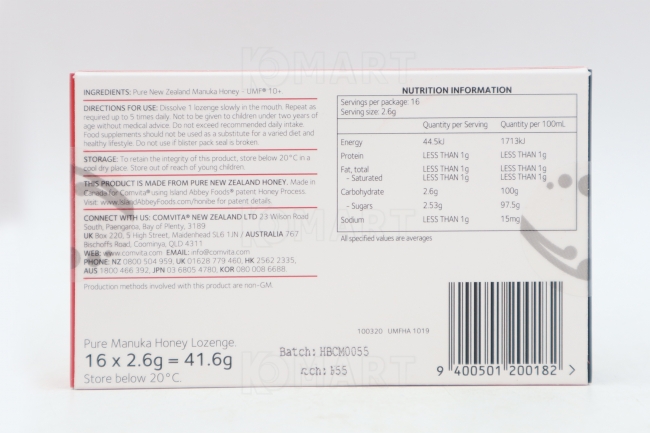 INGREDIENTS: Pure New Zealand Manuka Honey - UMF® 10+.
DIRECTIONS FOR USE: Dissolve 1 lozenge slowly in the mouth. Repeat as
required up to 5 times daily. Not to be given to children under two years of
age without medical advice. Do not exceed recommended daily intake.
Food supplements should not be used as a substitute for a varied diet and
healthy lifestyle. Do not use if blister pack seal is broken.
STORAGE: To retain the integrity of this product, store below 20°C in a
cool dry place. Store out of reach of young children.
THIS PRODUCT IS MADE FROM PURE NEW ZEALAND HONEY. Made in
Canada for Comvita® using Island Abbey Foods® patent Honey Process.
Visit: www.IslandAbbeyFoods.com/honibe for patent details.
CONNECT WITH US: COMVITA® NEW ZEALAND LTD 23 Wilson Road
South, Paengaroa, Bay of Plenty, 3189
UK Box 220, 5 High Street, Maidenhead SL6 1JN / AUSTRALIA 767
Bischoffs Road, Coominya, QLD 4311
WEB: www.comvita.com EMAIL: info@comvita.com
PHONE: NZ 0800 504 959, UK 01628 779 460, HK 2562 2335,
AUS 1800 466 392, JPN 03 6805 4780, KOR 080 008 6688
Production methods involved with this product are non-GM.
Pure Manuka Honey Lozenge.
16 x 2.6g = 41.6g
Store below 20°C
NUTRITION INFORMATION
Servings per package: 16
Serving size: 2.6g
Quantity per Serving Quantity per 100mL
Energy 44.5kJ 1713kJ
Protein LESS THAN 1g LESS THAN 1g
Fat, total LESS THAN 1g LESS THAN 1g
- Saturated LESS THAN 1g LESS THAN 1g
Carbohydrate 2.6g 100g
- Sugars 2.53g 97.5g
Sodium LESS THAN 1g 15mg
All specified values are averages
100320 UMFHA 1019
Batch: HBCM0055
9 400501 200182 >
KOMART
KOMART
KOMART